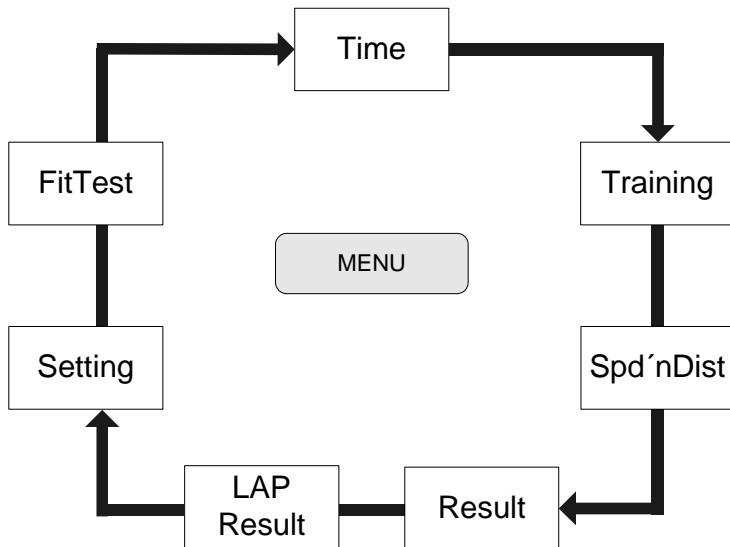 Time
FitTest
Training
MENU
Setting
Spd´nDist
LAP
Result
Result